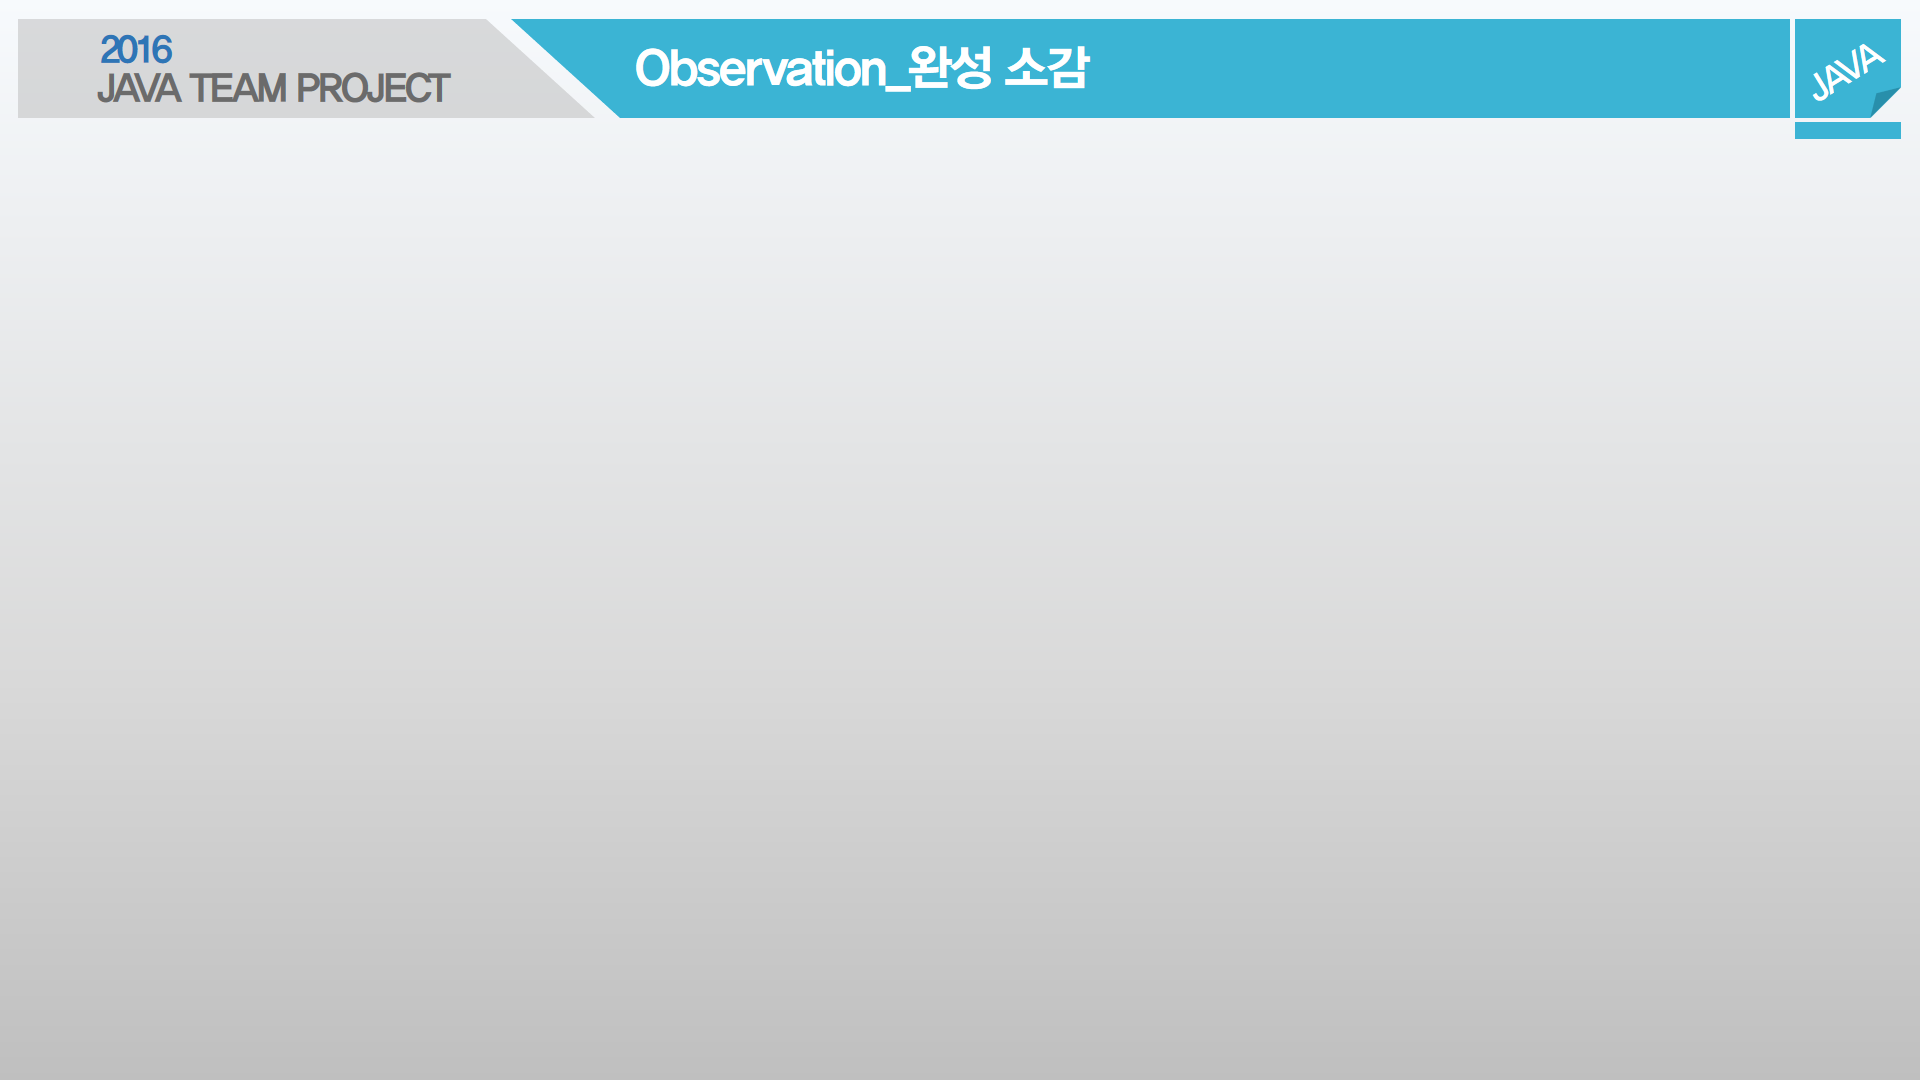 2016
JAVA TEAM PROJECT
Observation_완성 소감
JAVA